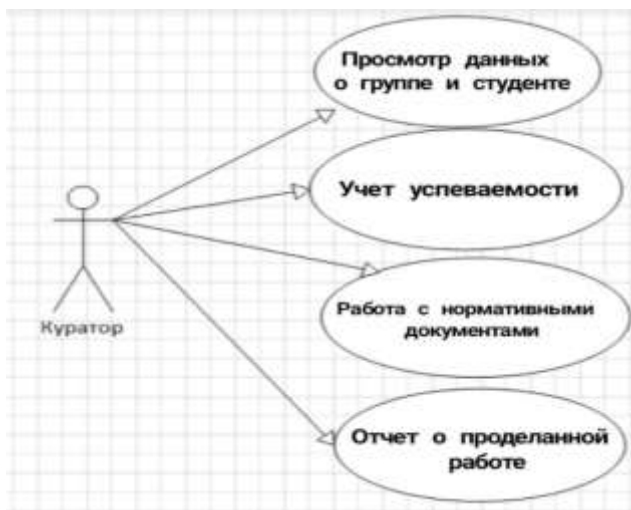 Просмотр данных
о группе и студенте
Учет успеваемости
Куратор
Работа с нормативными
документами
Отчет о проделанной
работе